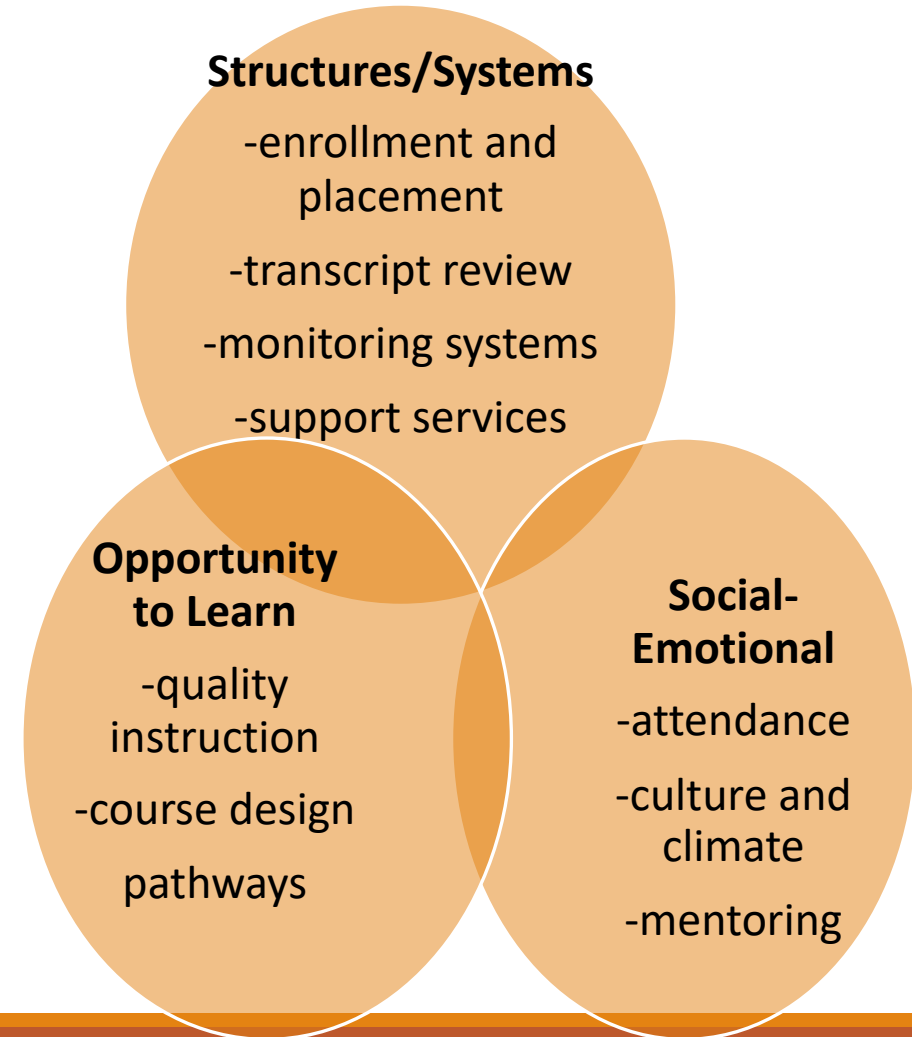 Structures/Systems
-enrollment and
placement
-transcript review
-monitoring systems
-support services
Opportunity
to Learn
-quality
instruction
-course design
pathways
Social-
Emotional
-attendance
-culture and
climate
-mentoring